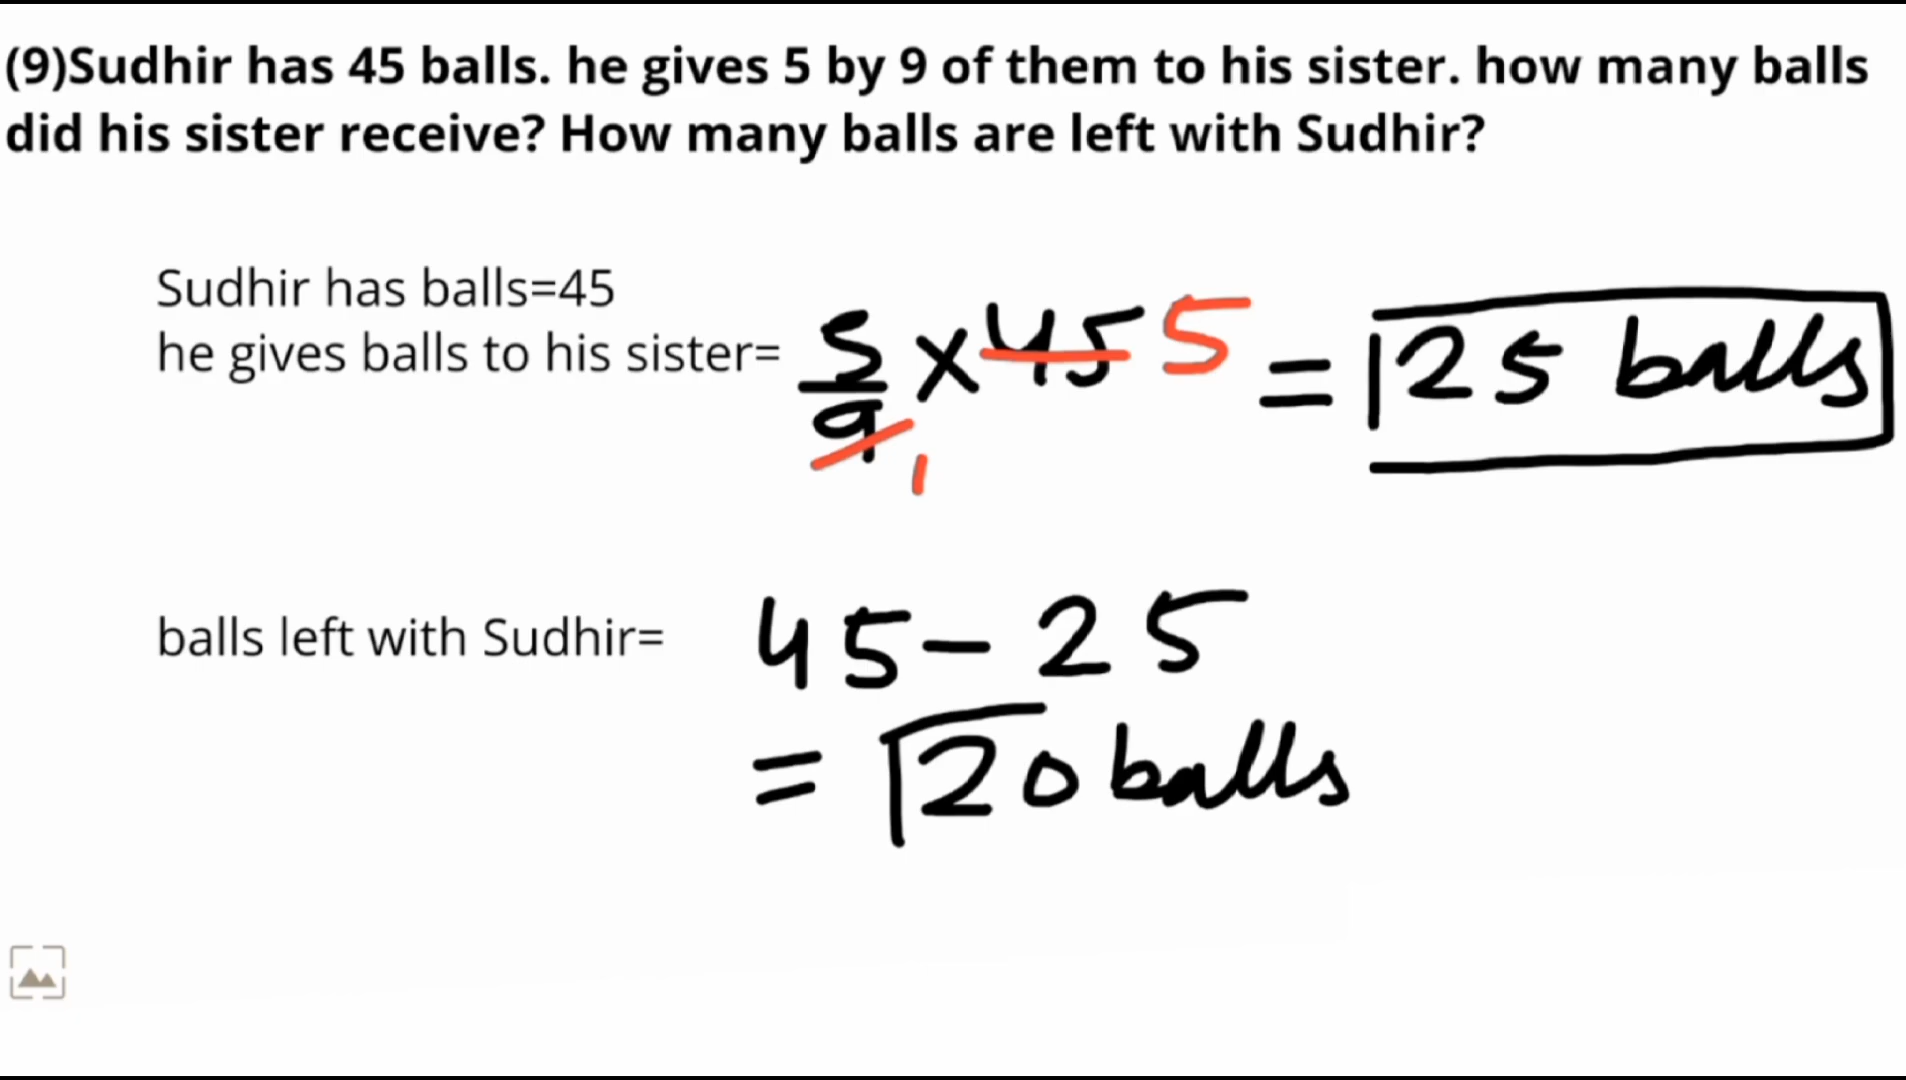 (9)Sudhir has 45 balls. he gives 5 by 9 of them to his sister. how many balls
did his sister receive? How many balls are left with Sudhir?
Sudhir has balls=45
he gives balls to his sister= 5/9 × 45 5 = 25 balls
1
balls left with Sudhir= 45 - 25
= 20 balls